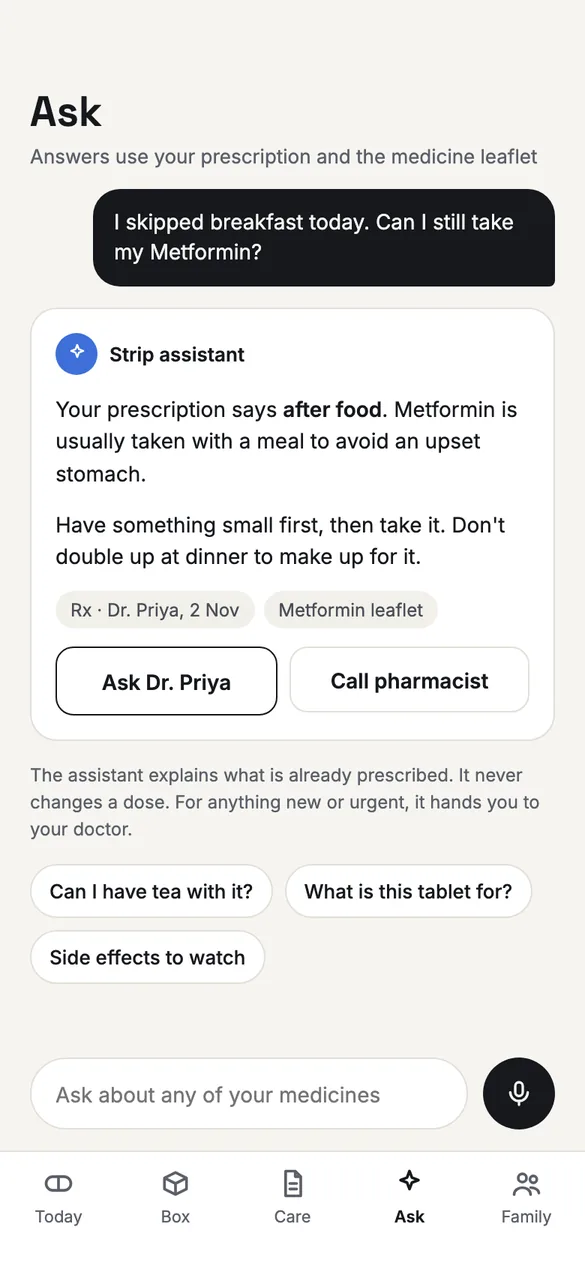 Ask
Answers use your prescription and the medicine leaflet
I skipped breakfast today. Can I still take
my Metformin?
Strip assistant
Your prescription says after food. Metformin is
usually taken with a meal to avoid an upset
stomach.
Have something small first, then take it. Don't
double up at dinner to make up for it.
Rx · Dr. Priya, 2 Nov
Metformin leaflet
Ask Dr. Priya
Call pharmacist
The assistant explains what is already prescribed. It never
changes a dose. For anything new or urgent, it hands you to
your doctor.
Can I have tea with it?
What is this tablet for?
Side effects to watch
Ask about any of your medicines
Today
Box
Care
Ask
Family